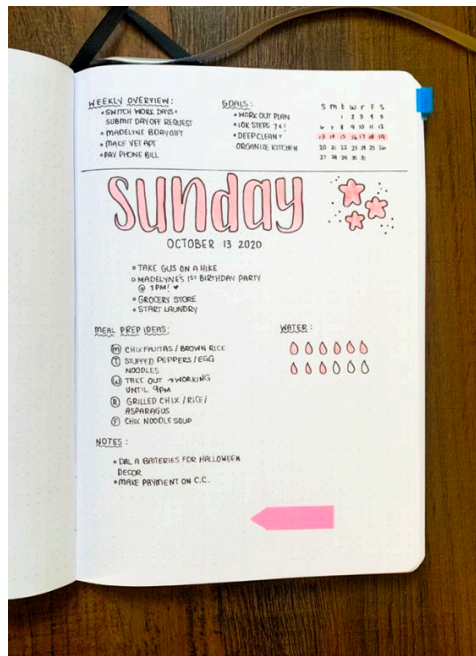 WEEKLY OVERVIEW:
• SWITCH WORK DAYS +
SUBMIT DAY OFF REQUEST
• MADELYNE BDAY GIFT
• MAKE VET APT
• PAY PHONE BILL
GOALS:
• WORK OUT PLAN
• 10K STEPS 7x!
• DEEP CLEAN +
ORGANIZE KITCHEN
S m t w r f s
1 2 3 4 5
6 7 8 9 10 11 12
13 14 15 16 17 18 19
20 21 22 23 24 25 26
27 28 29 30 31
sunday
OCTOBER 13 2020
• TAKE GUS ON A HIKE
• MADELYNE'S 1ST BIRTHDAY PARTY
@ 1PM! ♥
• GROCERY STORE
• START LAUNDRY
MEAL PREP IDEAS:
M CHIX FAJITAS / BROWN RICE
T STUFFED PEPPERS / EGG
NOODLES
W TAKE OUT → WORKING
UNTIL 9PM
R GRILLED CHIX / RICE /
ASPARAGUS
F CHIX NOODLE SOUP
WATER:
NOTES:
• DBL A BATTERIES FOR HALLOWEEN
DECOR
• MAKE PAYMENT ON C.C.